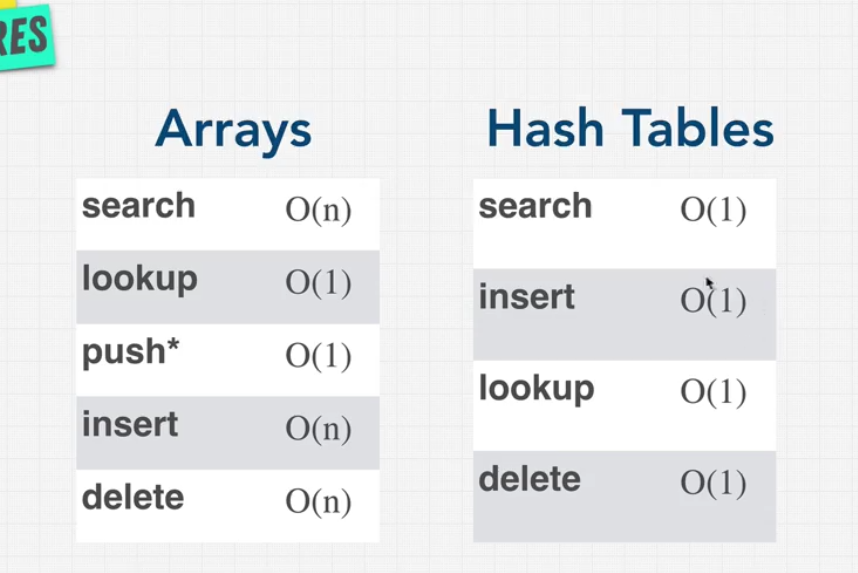 RES
Arrays
search O(n)
lookup O(1)
push* O(1)
insert O(n)
delete O(n)
Hash Tables
search O(1)
insert O(1)
lookup O(1)
delete O(1)